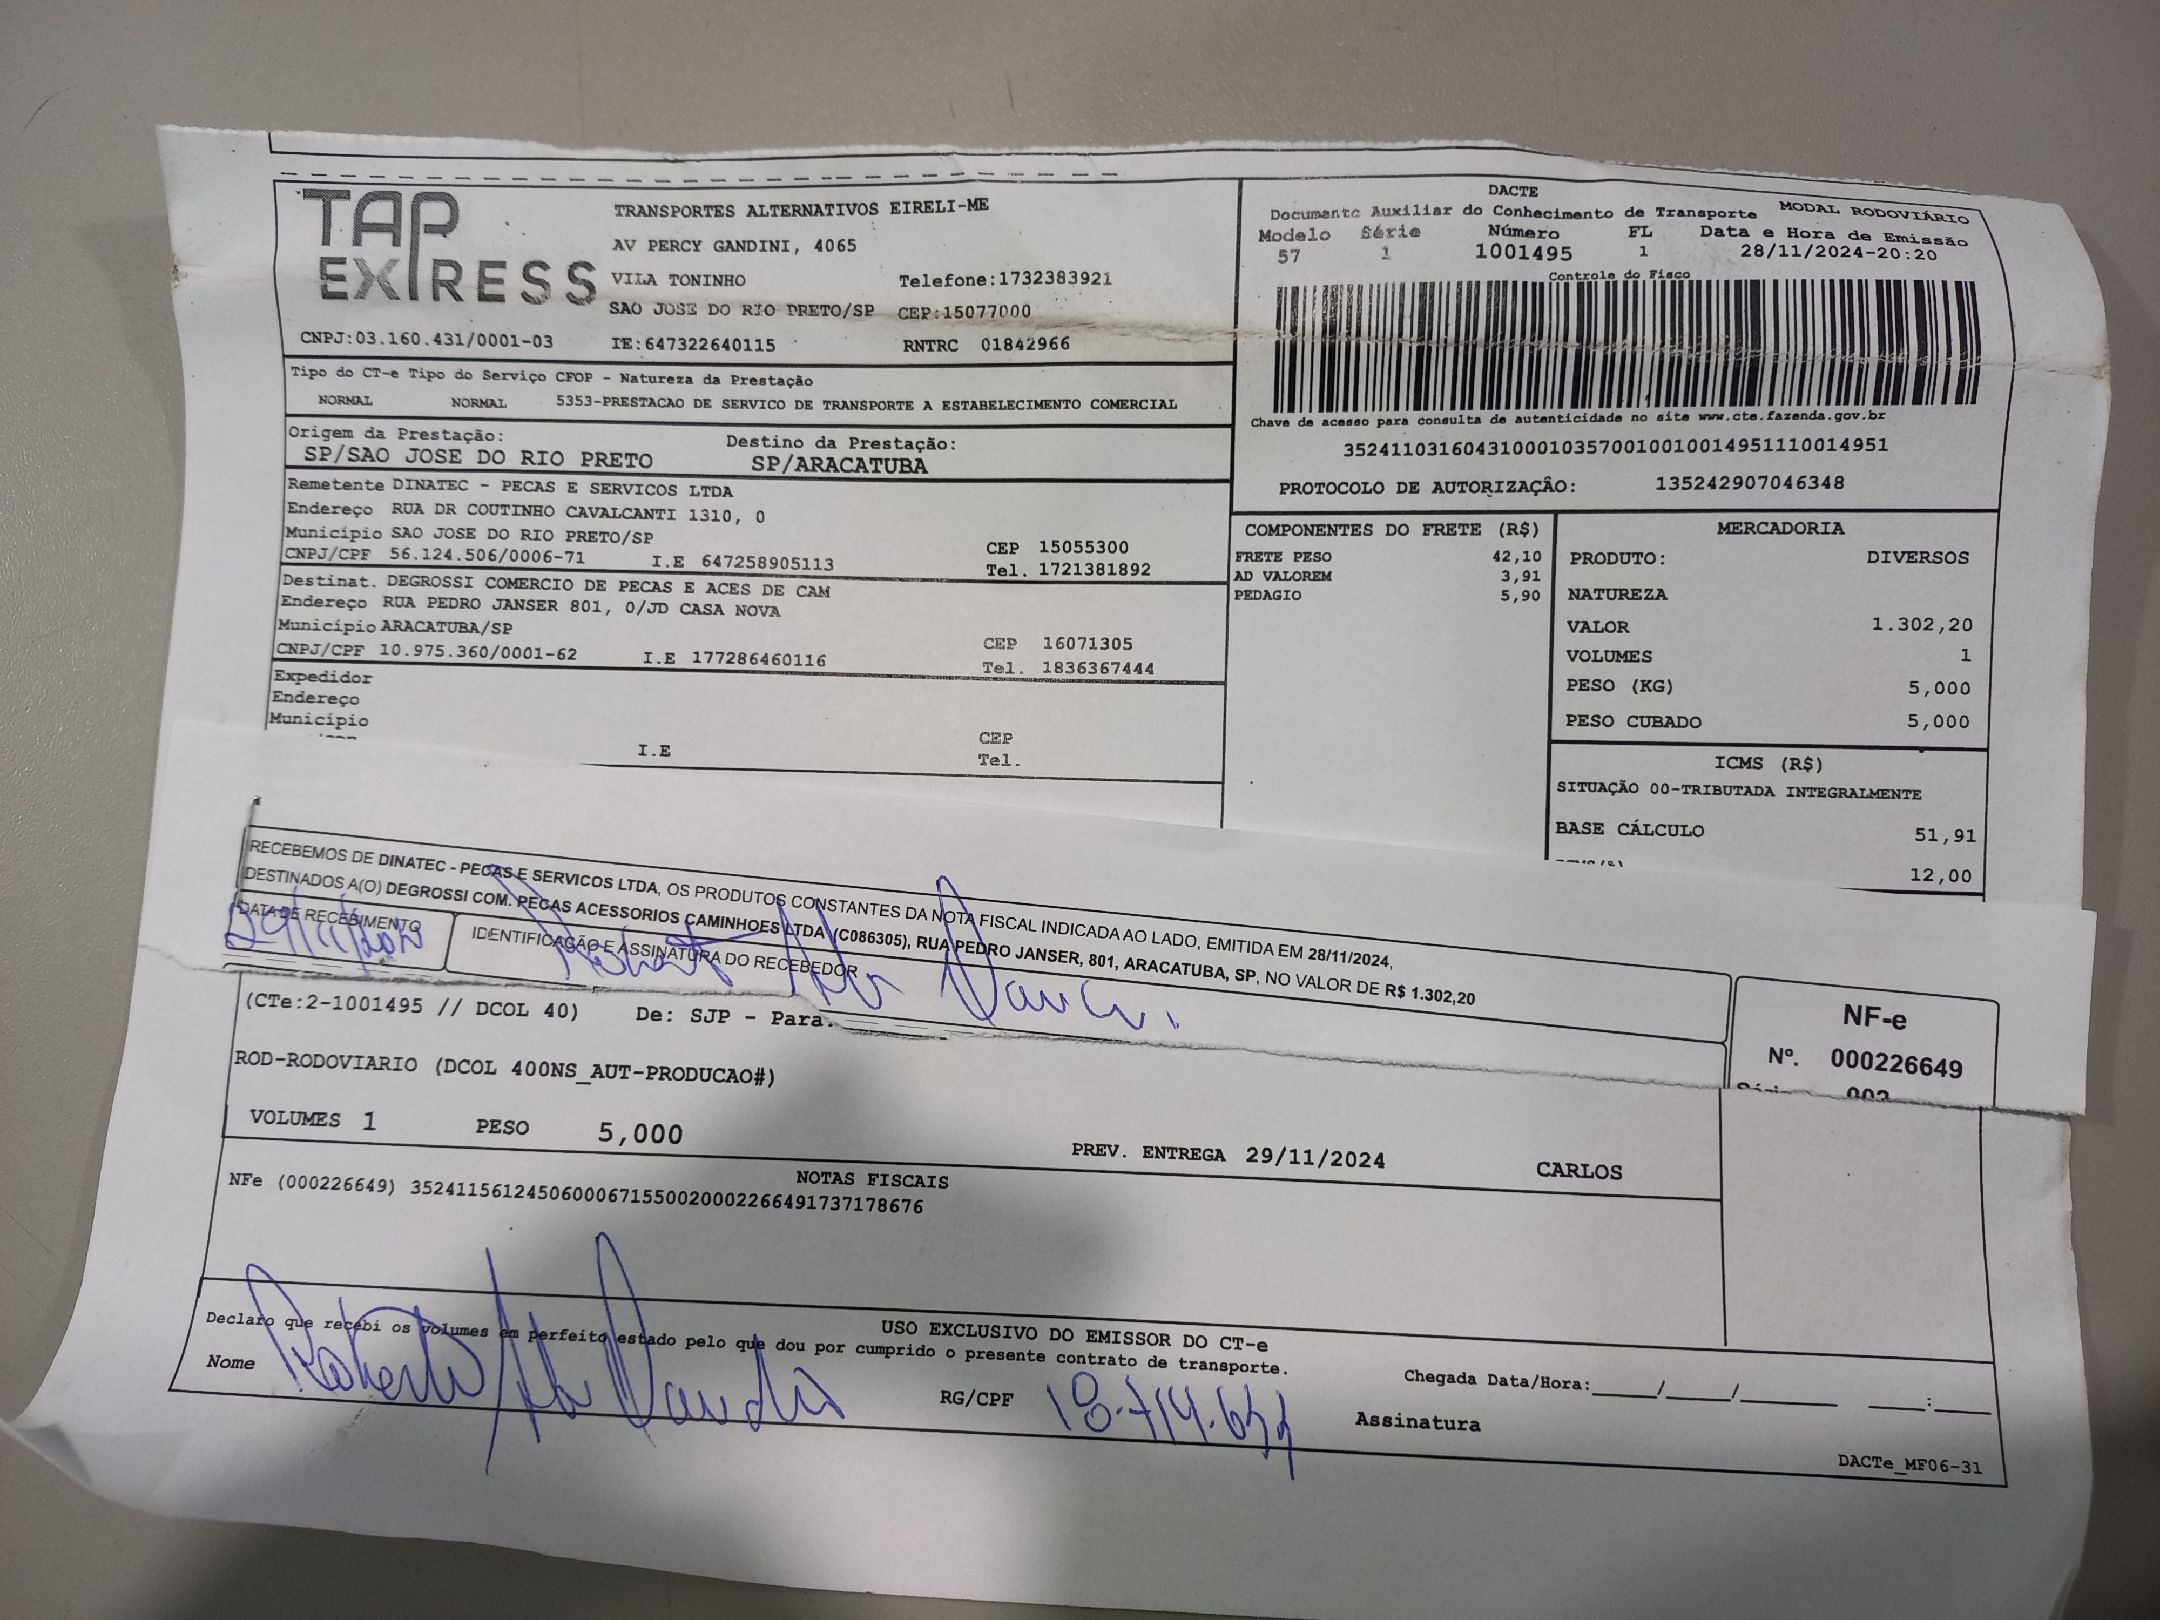 TAP EXPRESS
TRANSPORTES ALTERNATIVOS EIRELI-ME
AV PERCY GANDINI, 4065
VILA TONINHO Telefone:1732383921
SAO JOSE DO RIO PRETO/SP CEP:15077000
CNPJ:03.160.431/0001-03 IE:647322640115 RNTRC 01842966
DACTE
Documento Auxiliar do Conhecimento de Transporte MODAL RODOVIÁRIO
Modelo Série Número FL Data e Hora de Emissão
57 1 1001495 1 28/11/2024-20:20
Controle do Fisco
Chave de acesso para consulta de autenticidade no site www.cte.fazenda.gov.br
35241103160431000103570010010014951110014951
PROTOCOLO DE AUTORIZAÇÂO: 135242907046348
Tipo do CT-e Tipo do Serviço CFOP - Natureza da Prestação
NORMAL NORMAL 5353-PRESTACAO DE SERVICO DE TRANSPORTE A ESTABELECIMENTO COMERCIAL
Origem da Prestação: Destino da Prestação:
SP/SAO JOSE DO RIO PRETO SP/ARACATUBA
Remetente DINATEC - PECAS E SERVICOS LTDA
Endereço RUA DR COUTINHO CAVALCANTI 1310, 0
Município SAO JOSE DO RIO PRETO/SP CEP 15055300
CNPJ/CPF 56.124.506/0006-71 I.E 647258905113 Tel. 1721381892
Destinat. DEGROSSI COMERCIO DE PECAS E ACES DE CAM
Endereço RUA PEDRO JANSER 801, 0/JD CASA NOVA
Município ARACATUBA/SP CEP 16071305
CNPJ/CPF 10.975.360/0001-62 I.E 177286460116 Tel. 1836367444
Expedidor
Endereço
Município CEP
I.E Tel.
COMPONENTES DO FRETE (R$)
FRETE PESO 42,10
AD VALOREM 3,91
PEDAGIO 5,90
MERCADORIA
PRODUTO: DIVERSOS
NATUREZA
VALOR 1.302,20
VOLUMES 1
PESO (KG) 5,000
PESO CUBADO 5,000
ICMS (R$)
SITUAÇÃO 00-TRIBUTADA INTEGRALMENTE
BASE CÁLCULO 51,91
12,00
RECEBEMOS DE DINATEC - PECAS E SERVICOS LTDA, OS PRODUTOS CONSTANTES DA NOTA FISCAL INDICADA AO LADO, EMITIDA EM 28/11/2024,
DESTINADOS A(O) DEGROSSI COM. PECAS ACESSORIOS CAMINHOES LTDA (C086305), RUA PEDRO JANSER, 801, ARACATUBA, SP, NO VALOR DE R$ 1.302,20
DATA DE RECEBIMENTO IDENTIFICAÇÃO E ASSINATURA DO RECEBEDOR
NF-e
Nº. 000226649
(CTe:2-1001495 // DCOL 40) De: SJP - Para:
ROD-RODOVIARIO (DCOL 400NS_AUT-PRODUCAO#)
VOLUMES 1 PESO 5,000 PREV. ENTREGA 29/11/2024 CARLOS
NOTAS FISCAIS
NFe (000226649) 35241156124506000671550020002266491737178676
USO EXCLUSIVO DO EMISSOR DO CT-e
Declaro que recebi os volumes em perfeito estado pelo que dou por cumprido o presente contrato de transporte.
Nome RG/CPF Assinatura
Chegada Data/Hora:_____/_____/_______ ____:____
DACTe_MF06-31